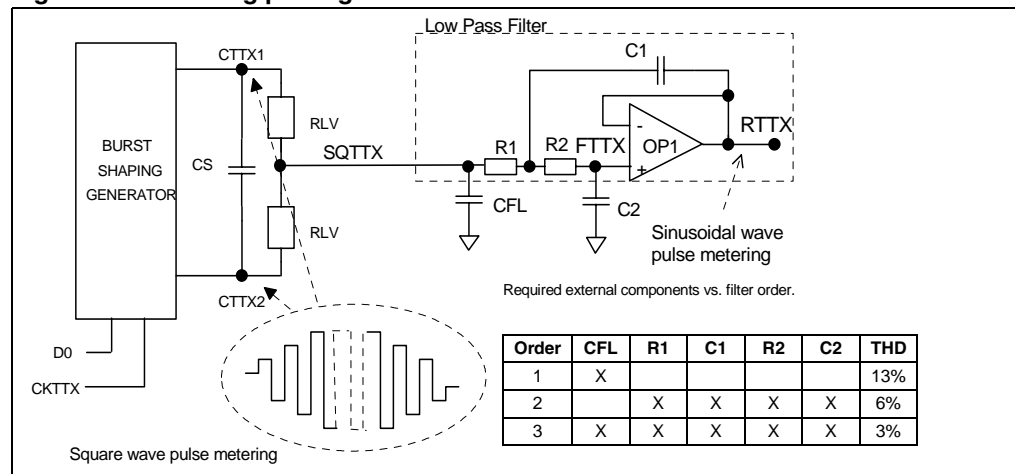 Low Pass Filter
CTTX1
C1
RLV
BURST
SHAPING
GENERATOR
CS
SQTTX
R1
R2
FTTX
-
+
OP1
RTTX
CFL
C2
RLV
Sinusoidal wave
pulse metering
CTTX2
Required external components vs. filter order.
D0
CKTTX
Order CFL R1 C1 R2 C2 THD
1 X 13%
2 X X X X 6%
3 X X X X X 3%
Square wave pulse metering